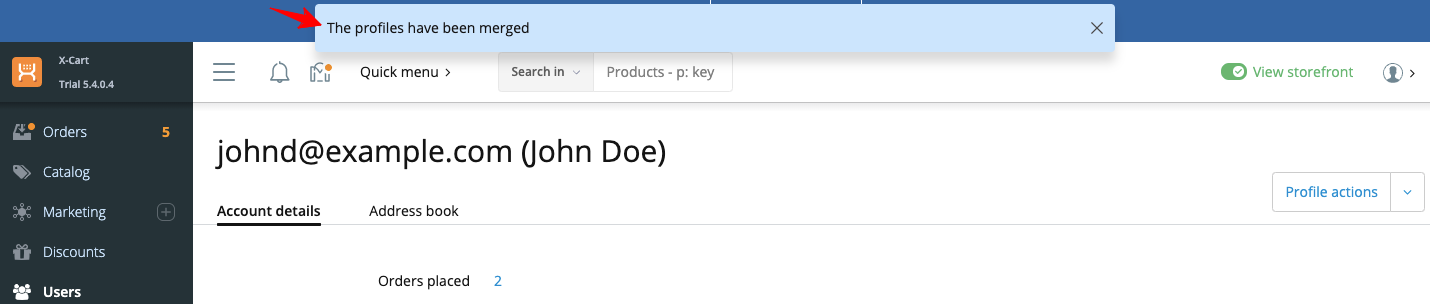 The profiles have been merged
X-Cart
Trial 5.4.0.4
Quick menu
Search in
Products - p: key
View storefront
Orders 5
Catalog
Marketing
Discounts
Users
johnd@example.com (John Doe)
Profile actions
Account details Address book
Orders placed 2